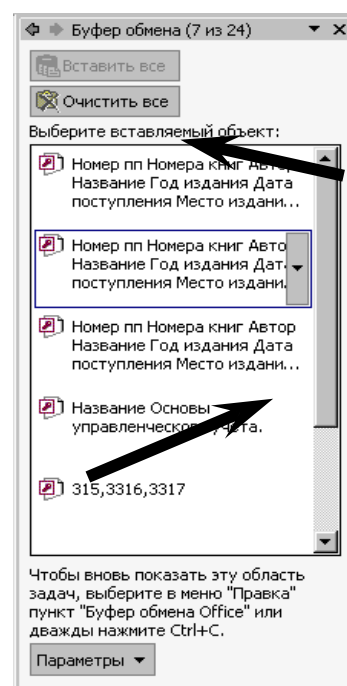 Буфер обмена (7 из 24)
Вставить все
Очистить все
Выберите вставляемый объект:
Номер пп Номера книг Автор
Название Год издания Дата
поступления Место издани...
Номер пп Номера книг Авто
Название Год издания Дат
поступления Место издани
Номер пп Номера книг Автор
Название Год издания Дата
поступления Место издани...
Название Основы
управленческого учета.
315,3316,3317
Чтобы вновь показать эту область
задач, выберите в меню "Правка"
пункт "Буфер обмена Office" или
дважды нажмите Ctrl+C.
Параметры